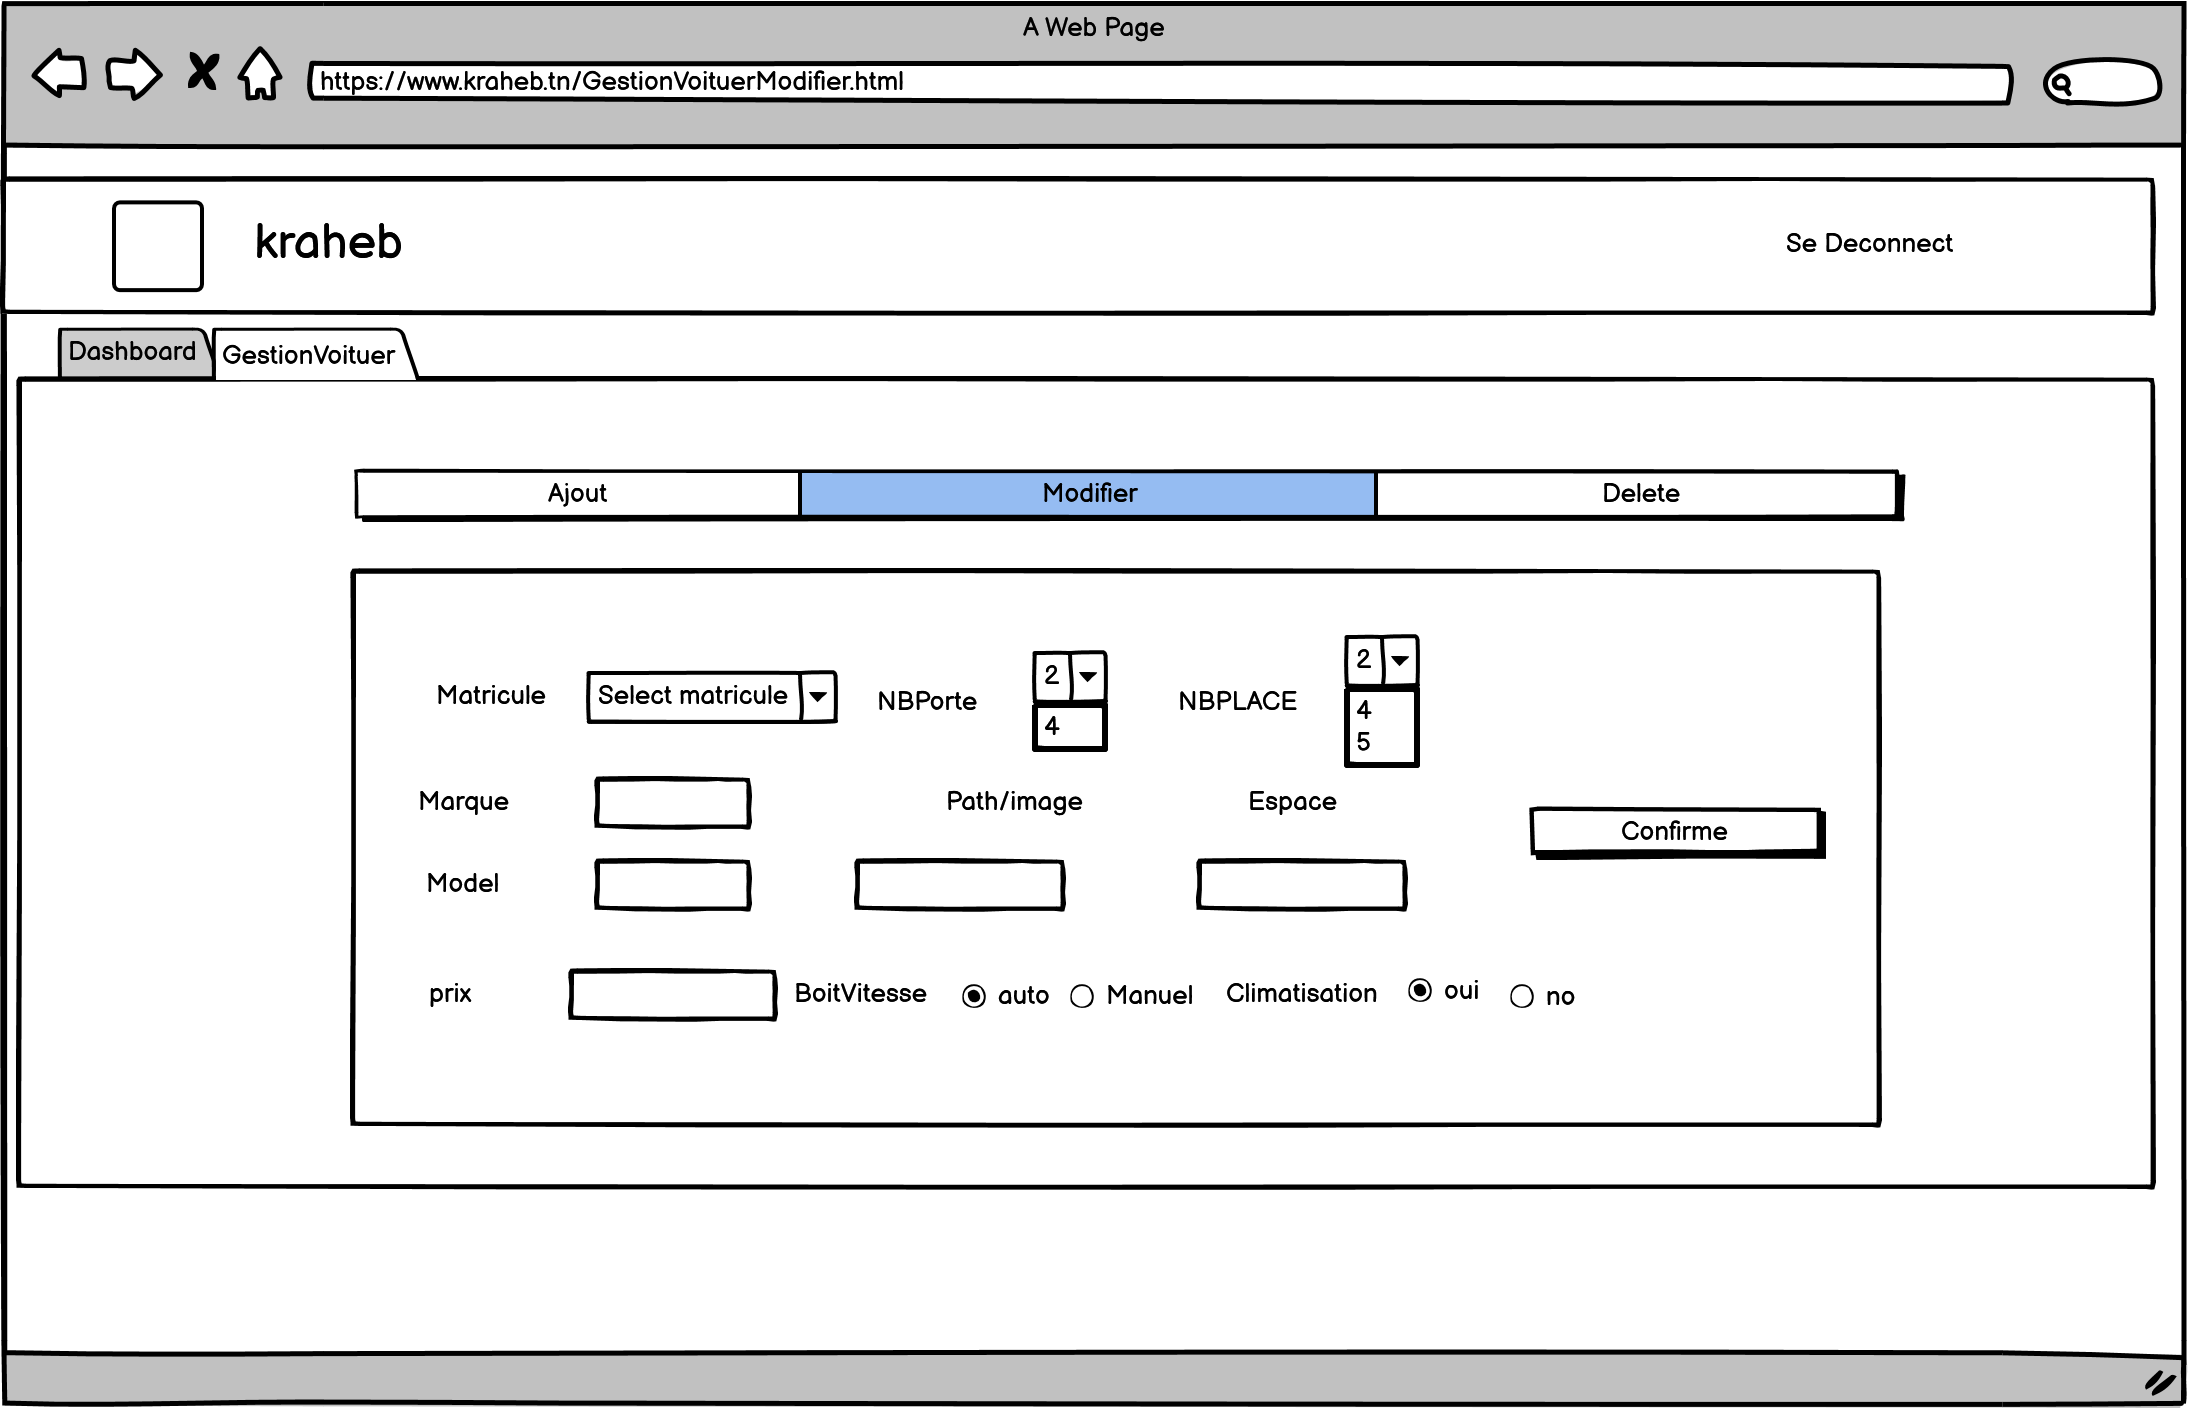 A Web Page
https://www.kraheb.tn/GestionVoituerModifier.html
kraheb
Se Deconnect
Dashboard
GestionVoituer
Ajout
Modifier
Delete
Matricule
Select matricule
NBPorte
2
4
NBPLACE
2
4
5
Marque
Path/image
Espace
Confirme
Model
prix
BoitVitesse
auto
Manuel
Climatisation
oui
no